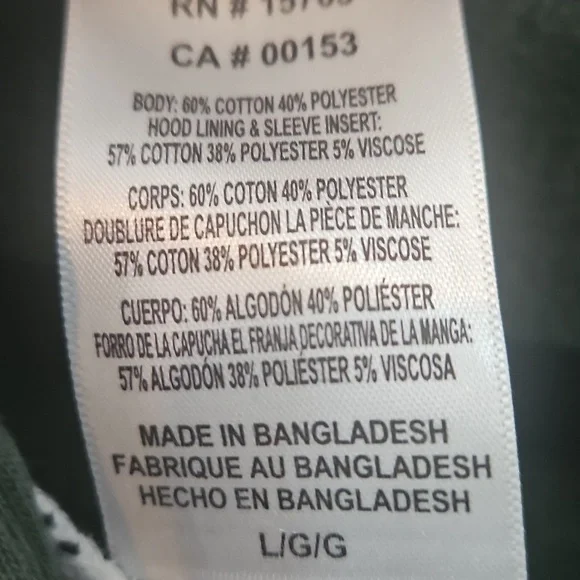 RN #
CA # 00153
BODY: 60% COTTON 40% POLYESTER
HOOD LINING & SLEEVE INSERT:
57% COTTON 38% POLYESTER 5% VISCOSE
CORPS: 60% COTON 40% POLYESTER
DOUBLURE DE CAPUCHON LA PIÈCE DE MANCHE:
57% COTON 38% POLYESTER 5% VISCOSE
CUERPO: 60% ALGODÓN 40% POLIÉSTER
FORRO DE LA CAPUCHA EL FRANJA DECORATIVA DE LA MANGA:
57% ALGODÓN 38% POLIÉSTER 5% VISCOSA
MADE IN BANGLADESH
FABRIQUE AU BANGLADESH
HECHO EN BANGLADESH
L/G/G